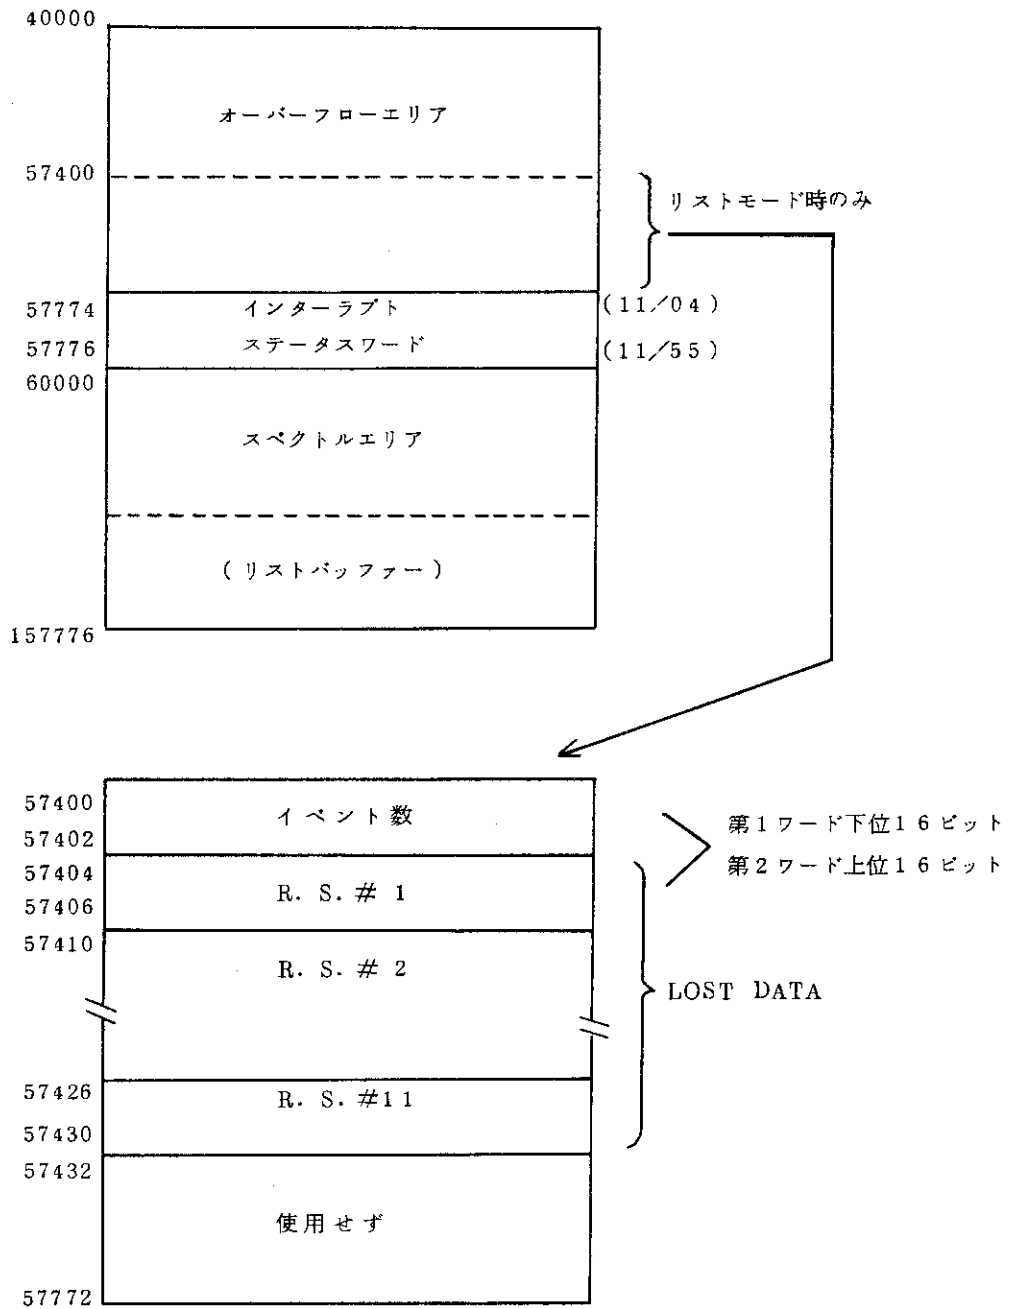 40000
オーバーフローエリア
57400
リストモード時のみ
57774 インターラプト (11/04)
57776 ステータスワード (11/55)
60000
スペクトルエリア
(リストバッファー)
157776
57400 イベント数
第1ワード下位16ビット
57402
第2ワード上位16ビット
57404
R. S. # 1
57406
57410
R. S. # 2
LOST DATA
57426
R. S. #11
57430
57432
使用せず
57772